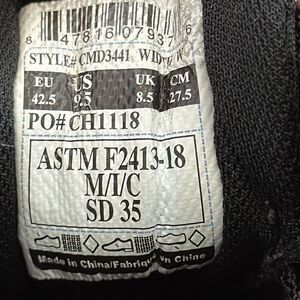 6 47816 07937 6
STYLE# CMD3441 WIDTH
EU US UK CM
42.5 9.5 8.5 27.5
PO# CH1118
ASTM F2413-18
M/I/C
SD 35
Made in China/Fabriqué en Chine